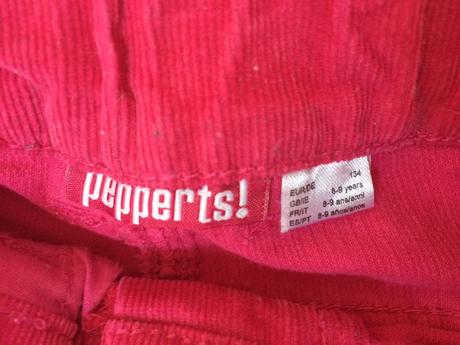 pepperts!
EUR/DE 134
GB/IE 8-9 years
FR/IT 8-9 ans/anni
ES/PT 8-9 años/anos